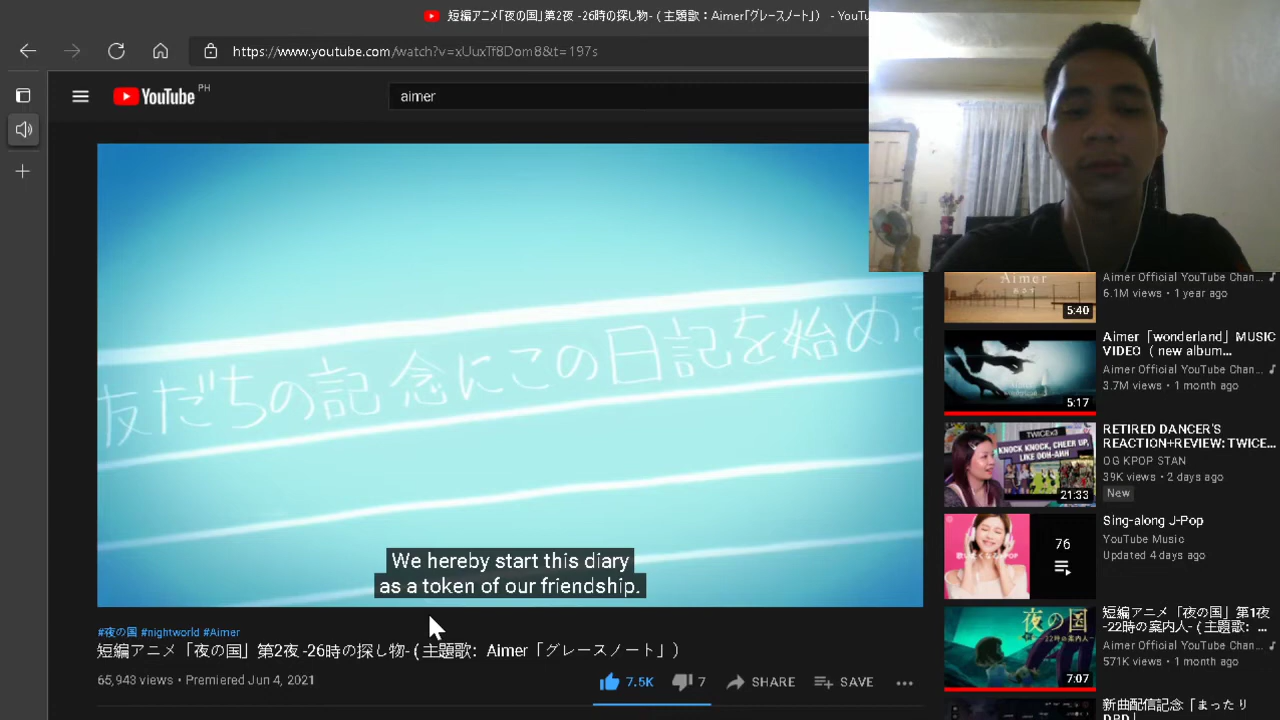 短編アニメ「夜の国」第2夜 -26時の探し物- ( 主題歌：Aimer「グレースノート」） - YouTu
https://www.youtube.com/watch?v=xUuxTf8Dom8&t=197s
YouTube PH
aimer
友だちの記念にこの日記を始めま
We hereby start this diary
as a token of our friendship.
#夜の国 #nightworld #Aimer
短編アニメ「夜の国」第2夜 -26時の探し物- ( 主題歌：Aimer「グレースノート」）
65,943 views • Premiered Jun 4, 2021
7.5K
7
SHARE
SAVE
Aimer
Aimer Official YouTube Chan...
6.1M views • 1 year ago
5:40
Aimer「wonderland」MUSIC
VIDEO（ new album...
Aimer Official YouTube Chan...
3.7M views • 1 month ago
5:17
TWICEx3
KNOCK KNOCK, CHEER UP,
LIKE OOH-AHH
21:33
RETIRED DANCER'S
REACTION+REVIEW: TWICE...
OG KPOP STAN
39K views • 2 days ago
New
76
Sing-along J-Pop
YouTube Music
Updated 4 days ago
夜の国
-22時の案内人-
7:07
短編アニメ「夜の国」第1夜
-22時の案内人- ( 主題歌：...
Aimer Official YouTube Chan...
571K views • 1 month ago
新曲配信記念「まったり